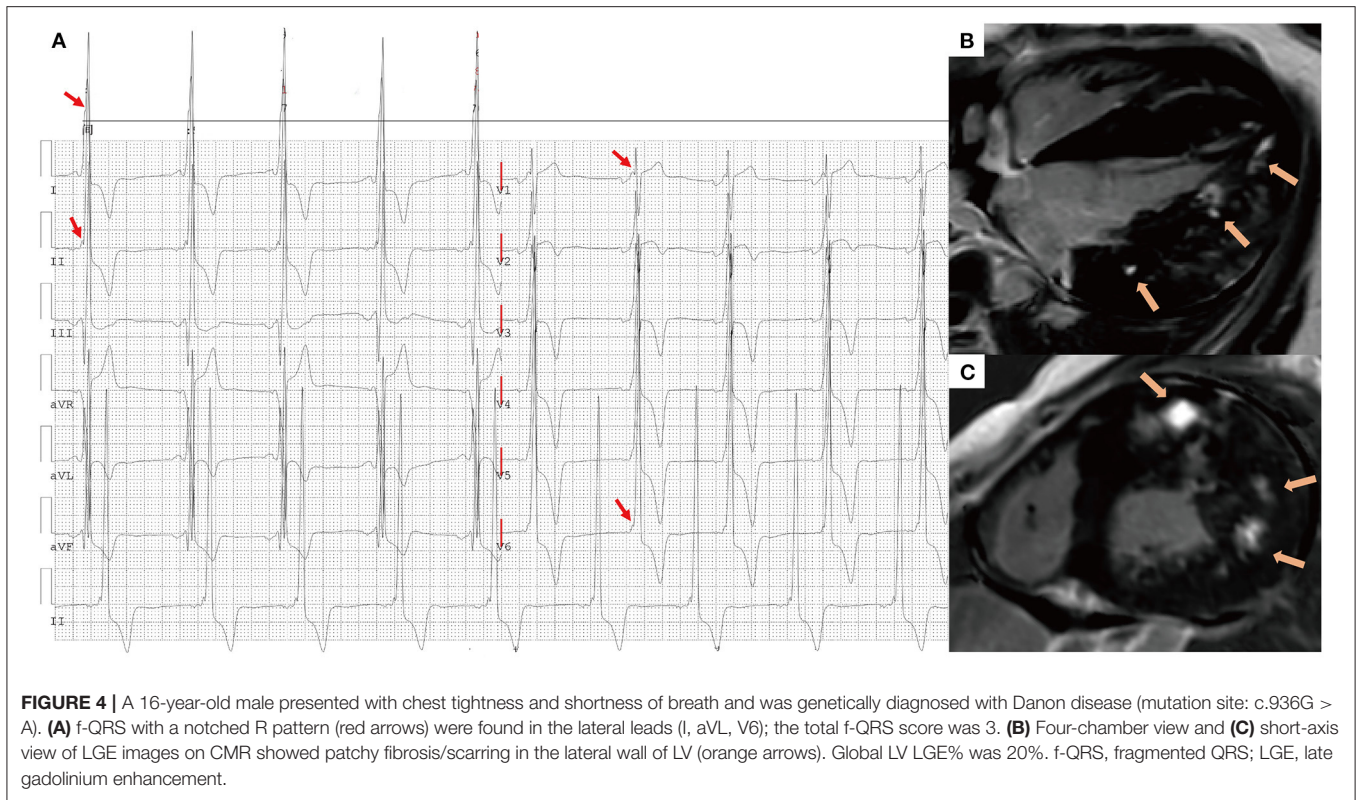 A
B
间
I
V1
II
V2
III
V3
aVR
V4
aVL
V5
aVF
V6
II
C
FIGURE 4 | A 16-year-old male presented with chest tightness and shortness of breath and was genetically diagnosed with Danon disease (mutation site: c.936G >
A). (A) f-QRS with a notched R pattern (red arrows) were found in the lateral leads (I, aVL, V6); the total f-QRS score was 3. (B) Four-chamber view and (C) short-axis
view of LGE images on CMR showed patchy fibrosis/scarring in the lateral wall of LV (orange arrows). Global LV LGE% was 20%. f-QRS, fragmented QRS; LGE, late
gadolinium enhancement.